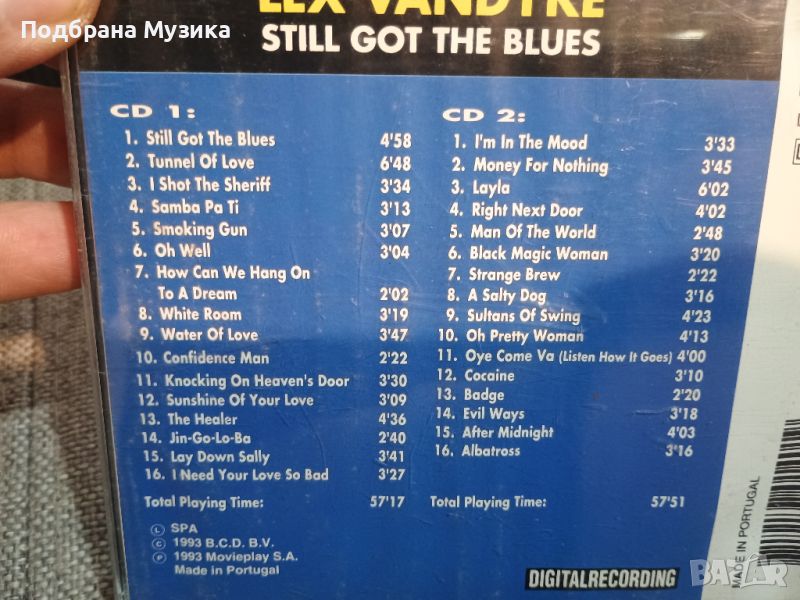 Подбрана Музика
LEX VANDYKE
STILL GOT THE BLUES
CD 1:
1. Still Got The Blues 4'58
2. Tunnel Of Love 6'48
3. I Shot The Sheriff 3'34
4. Samba Pa Ti 3'13
5. Smoking Gun 3'07
6. Oh Well 3'04
7. How Can We Hang On
To A Dream 2'02
8. White Room 3'19
9. Water Of Love 3'47
10. Confidence Man 2'22
11. Knocking On Heaven's Door 3'30
12. Sunshine Of Your Love 3'09
13. The Healer 4'36
14. Jin-Go-Lo-Ba 2'40
15. Lay Down Sally 3'41
16. I Need Your Love So Bad 3'27
Total Playing Time: 57'17
CD 2:
1. I'm In The Mood 3'33
2. Money For Nothing 3'45
3. Layla 6'02
4. Right Next Door 4'02
5. Man Of The World 2'48
6. Black Magic Woman 3'20
7. Strange Brew 2'22
8. A Salty Dog 3'16
9. Sultans Of Swing 4'23
10. Oh Pretty Woman 4'13
11. Oye Come Va (Listen How It Goes) 4'00
12. Cocaine 3'10
13. Badge 2'20
14. Evil Ways 3'18
15. After Midnight 4'03
16. Albatross 3'16
Total Playing Time: 57'51
Ⓛ SPA
© 1993 B.C.D. B.V.
℗ 1993 Movieplay S.A.
Made in Portugal
DIGITALRECORDING
MADE IN PORTUGAL
BAZAR